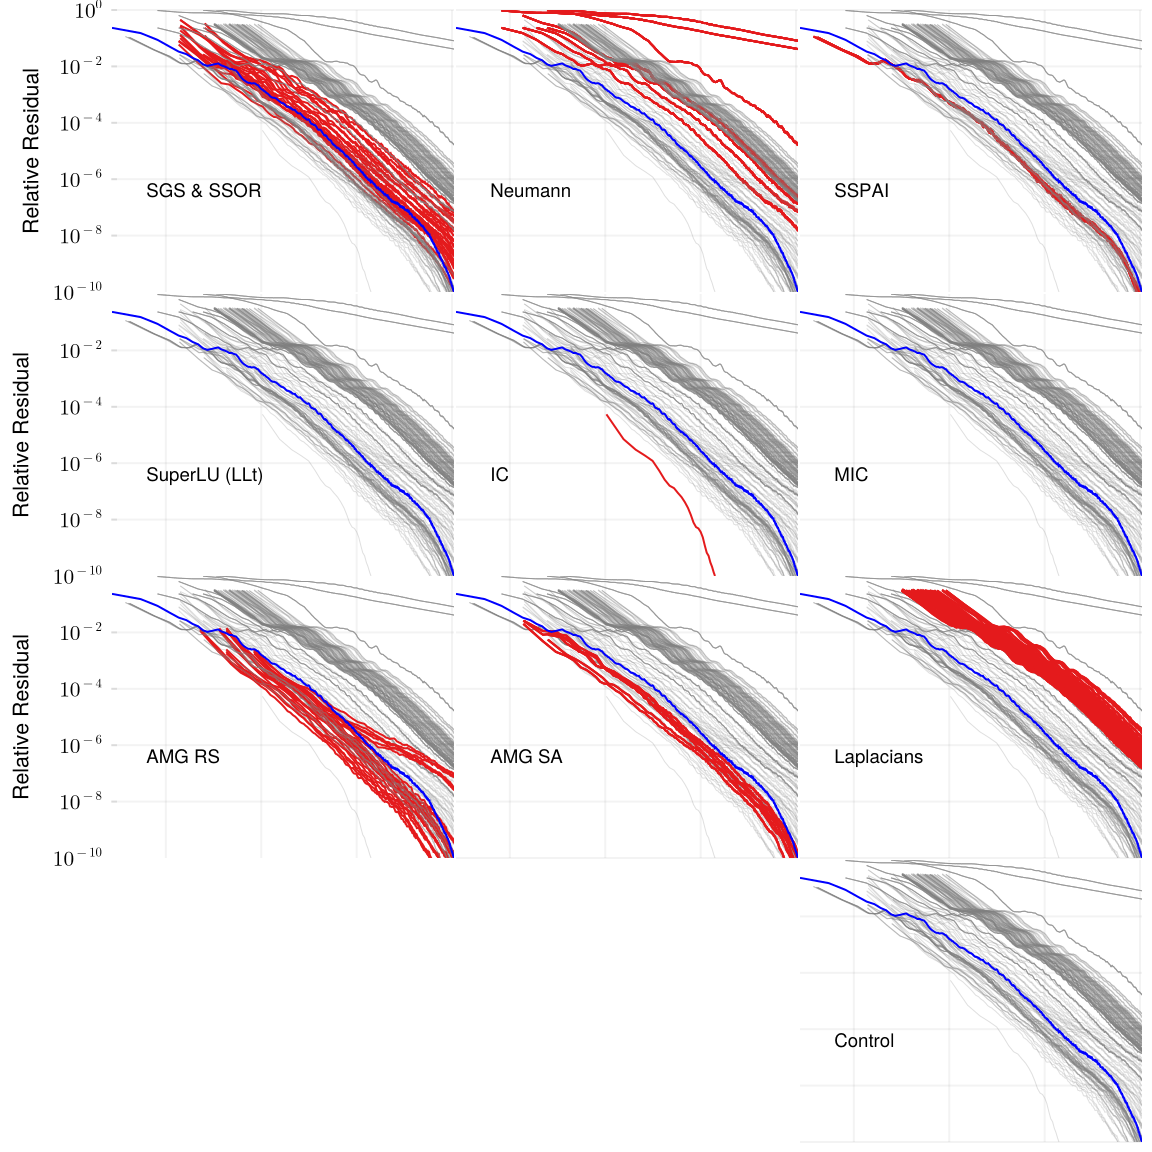 10^0
10^−2
10^−4
10^−6
10^−8
10^−10
Relative Residual
SGS & SSOR
Neumann
SSPAI
10^−2
10^−4
10^−6
10^−8
10^−10
Relative Residual
SuperLU (LLt)
IC
MIC
10^−2
10^−4
10^−6
10^−8
10^−10
Relative Residual
AMG RS
AMG SA
Laplacians
Control